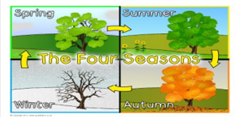 Spring
Summer
The Four Seasons
Winter
Autumn